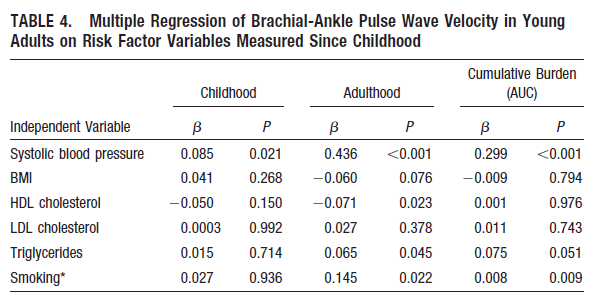 TABLE 4. Multiple Regression of Brachial-Ankle Pulse Wave Velocity in Young
Adults on Risk Factor Variables Measured Since Childhood
Childhood Adulthood Cumulative Burden (AUC)
Independent Variable β P β P β P
Systolic blood pressure 0.085 0.021 0.436 <0.001 0.299 <0.001
BMI 0.041 0.268 −0.060 0.076 −0.009 0.794
HDL cholesterol −0.050 0.150 −0.071 0.023 0.001 0.976
LDL cholesterol 0.0003 0.992 0.027 0.378 0.011 0.743
Triglycerides 0.015 0.714 0.065 0.045 0.075 0.051
Smoking* 0.027 0.936 0.145 0.022 0.008 0.009